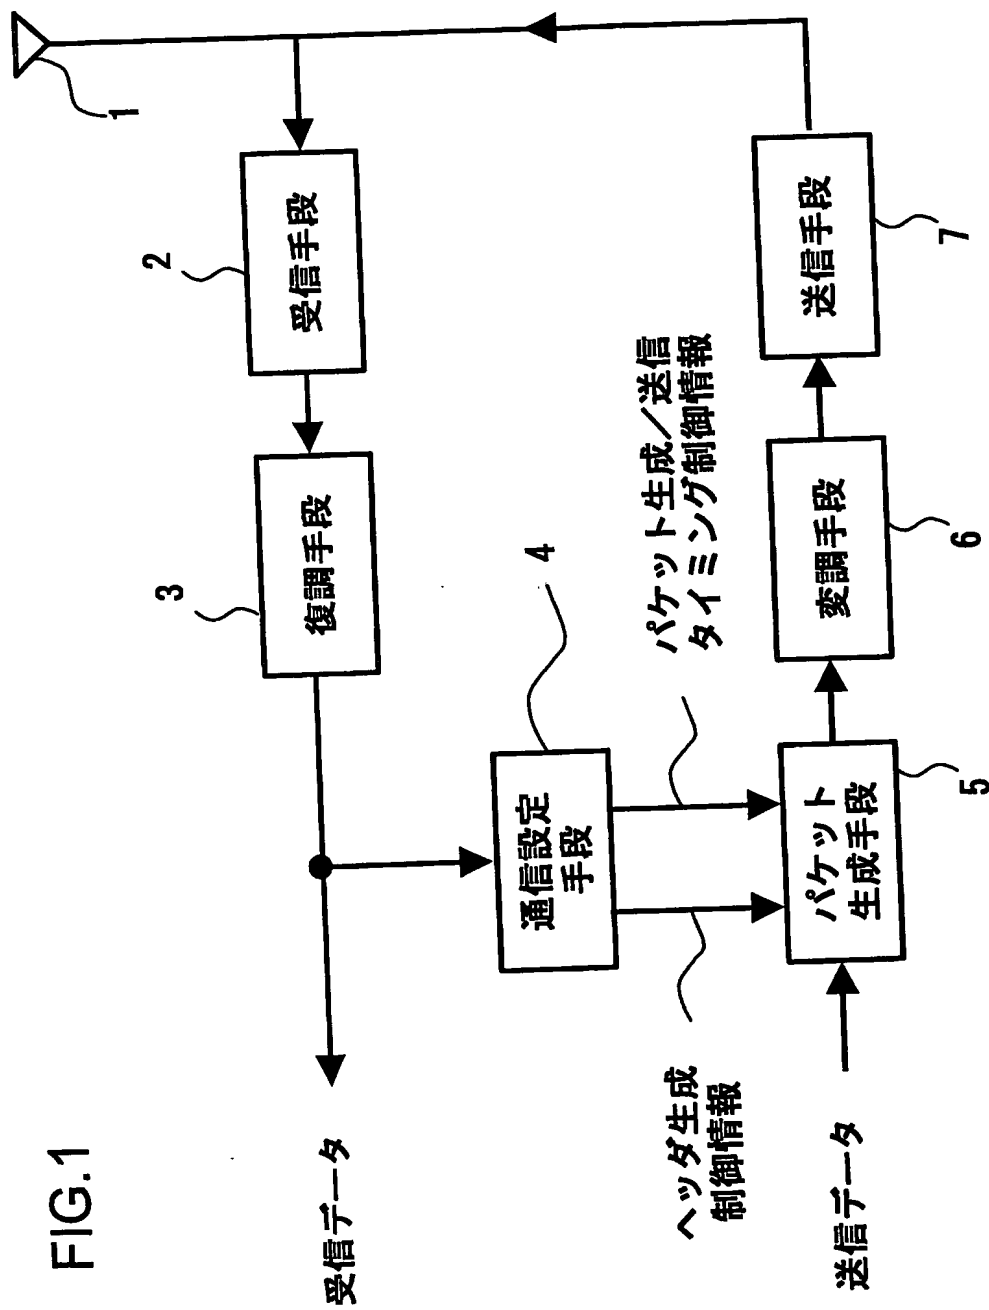 FIG.1
1
2
受信手段
3
復調手段
受信データ
4
通信設定
手段
ヘッダ生成
制御情報
パケット生成／送信
タイミング制御情報
送信データ
パケット
生成手段
5
変調手段
6
送信手段
7